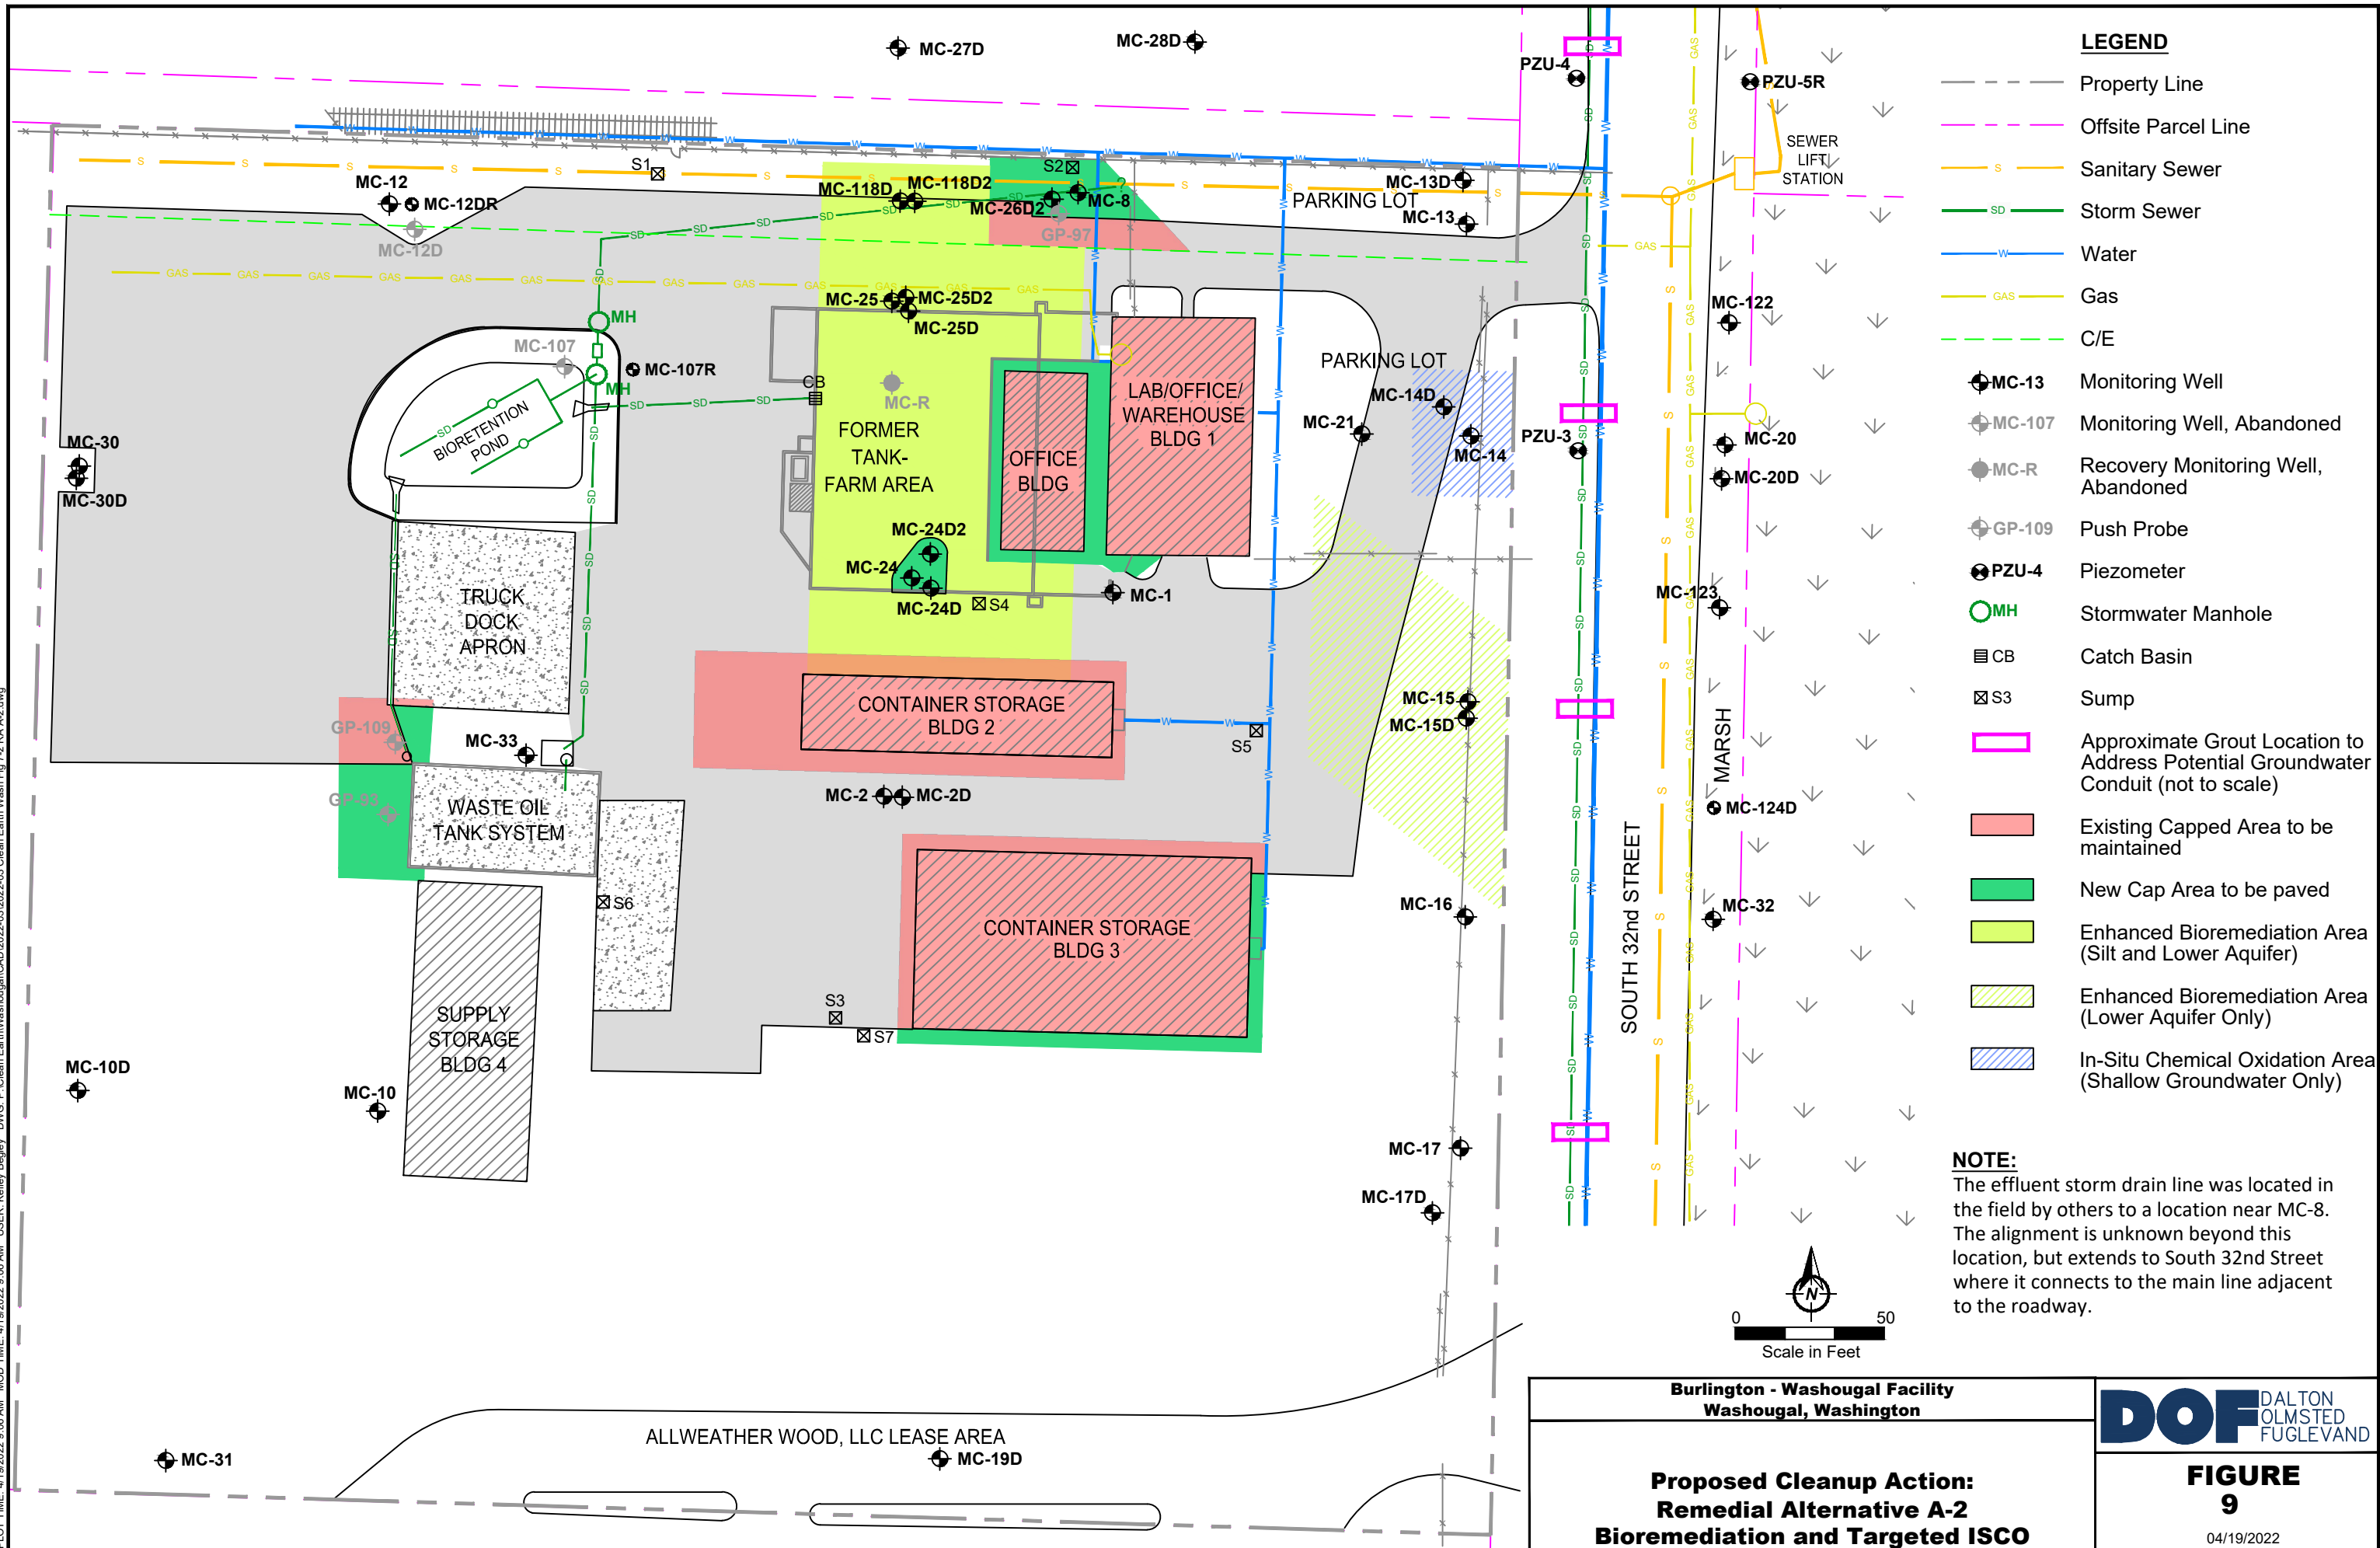 MC-27D
MC-28D
PZU-4
PZU-5R
SEWER
LIFT
STATION
S1
S2
MC-12
MC-12DR
MC-12D
MC-118D
MC-118D2
MC-26D2
MC-8
?
GP-97
MC-13D
PARKING LOT
MC-13
MH
MC-25
MC-25D2
MC-25D
MC-122
MC-107
MC-107R
MH
CB
MC-R
BIORETENTION
POND
FORMER
TANK-
FARM AREA
OFFICE
BLDG
LAB/OFFICE/
WAREHOUSE
BLDG 1
PARKING LOT
MC-14D
MC-21
MC-14
PZU-3
MC-20
MC-20D
MC-30
MC-30D
MC-24D2
MC-24
MC-24D
S4
MC-1
MC-123
TRUCK
DOCK
APRON
CONTAINER STORAGE
BLDG 2
MC-15
MC-15D
S5
GP-109
MC-33
GP-93
WASTE OIL
TANK SYSTEM
MC-2
MC-2D
MARSH
MC-124D
SOUTH 32nd STREET
S6
CONTAINER STORAGE
BLDG 3
MC-16
MC-32
S3
S7
SUPPLY
STORAGE
BLDG 4
MC-10D
MC-10
MC-17
MC-17D
MC-31
ALLWEATHER WOOD, LLC LEASE AREA
MC-19D
LEGEND
Property Line
Offsite Parcel Line
S Sanitary Sewer
SD Storm Sewer
W Water
GAS Gas
C/E
MC-13 Monitoring Well
MC-107 Monitoring Well, Abandoned
MC-R Recovery Monitoring Well,
Abandoned
GP-109 Push Probe
PZU-4 Piezometer
MH Stormwater Manhole
CB Catch Basin
S3 Sump
Approximate Grout Location to
Address Potential Groundwater
Conduit (not to scale)
Existing Capped Area to be
maintained
New Cap Area to be paved
Enhanced Bioremediation Area
(Silt and Lower Aquifer)
Enhanced Bioremediation Area
(Lower Aquifer Only)
In-Situ Chemical Oxidation Area
(Shallow Groundwater Only)
NOTE:
The effluent storm drain line was located in
the field by others to a location near MC-8.
The alignment is unknown beyond this
location, but extends to South 32nd Street
where it connects to the main line adjacent
to the roadway.
N
0 50
Scale in Feet
Burlington - Washougal Facility
Washougal, Washington
Proposed Cleanup Action:
Remedial Alternative A-2
Bioremediation and Targeted ISCO
DOF DALTON
OLMSTED
FUGLEVAND
FIGURE
9
04/19/2022